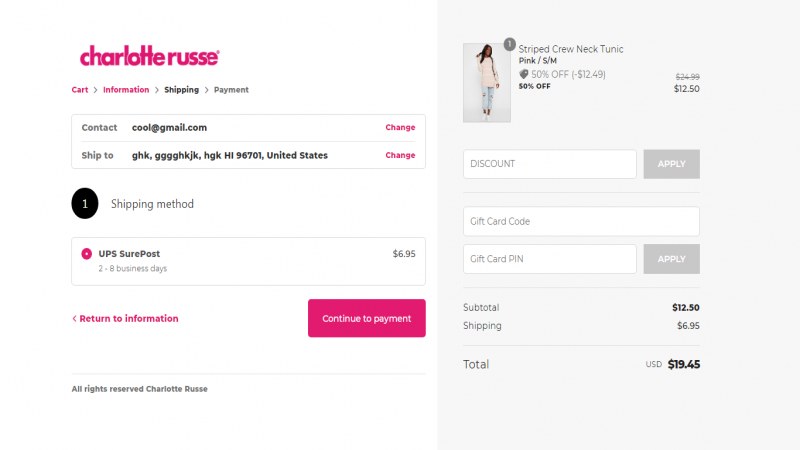 charlotte russe
Cart > Information > Shipping > Payment
Contact cool@gmail.com Change
Ship to ghk, gggghkjk, hgk HI 96701, United States Change
1 Shipping method
UPS SurePost $6.95
2 - 8 business days
< Return to information
Continue to payment
All rights reserved Charlotte Russe
1
Striped Crew Neck Tunic
Pink / S/M
50% OFF (-$12.49) $24.99
50% OFF $12.50
DISCOUNT APPLY
Gift Card Code
Gift Card PIN APPLY
Subtotal $12.50
Shipping $6.95
Total USD $19.45